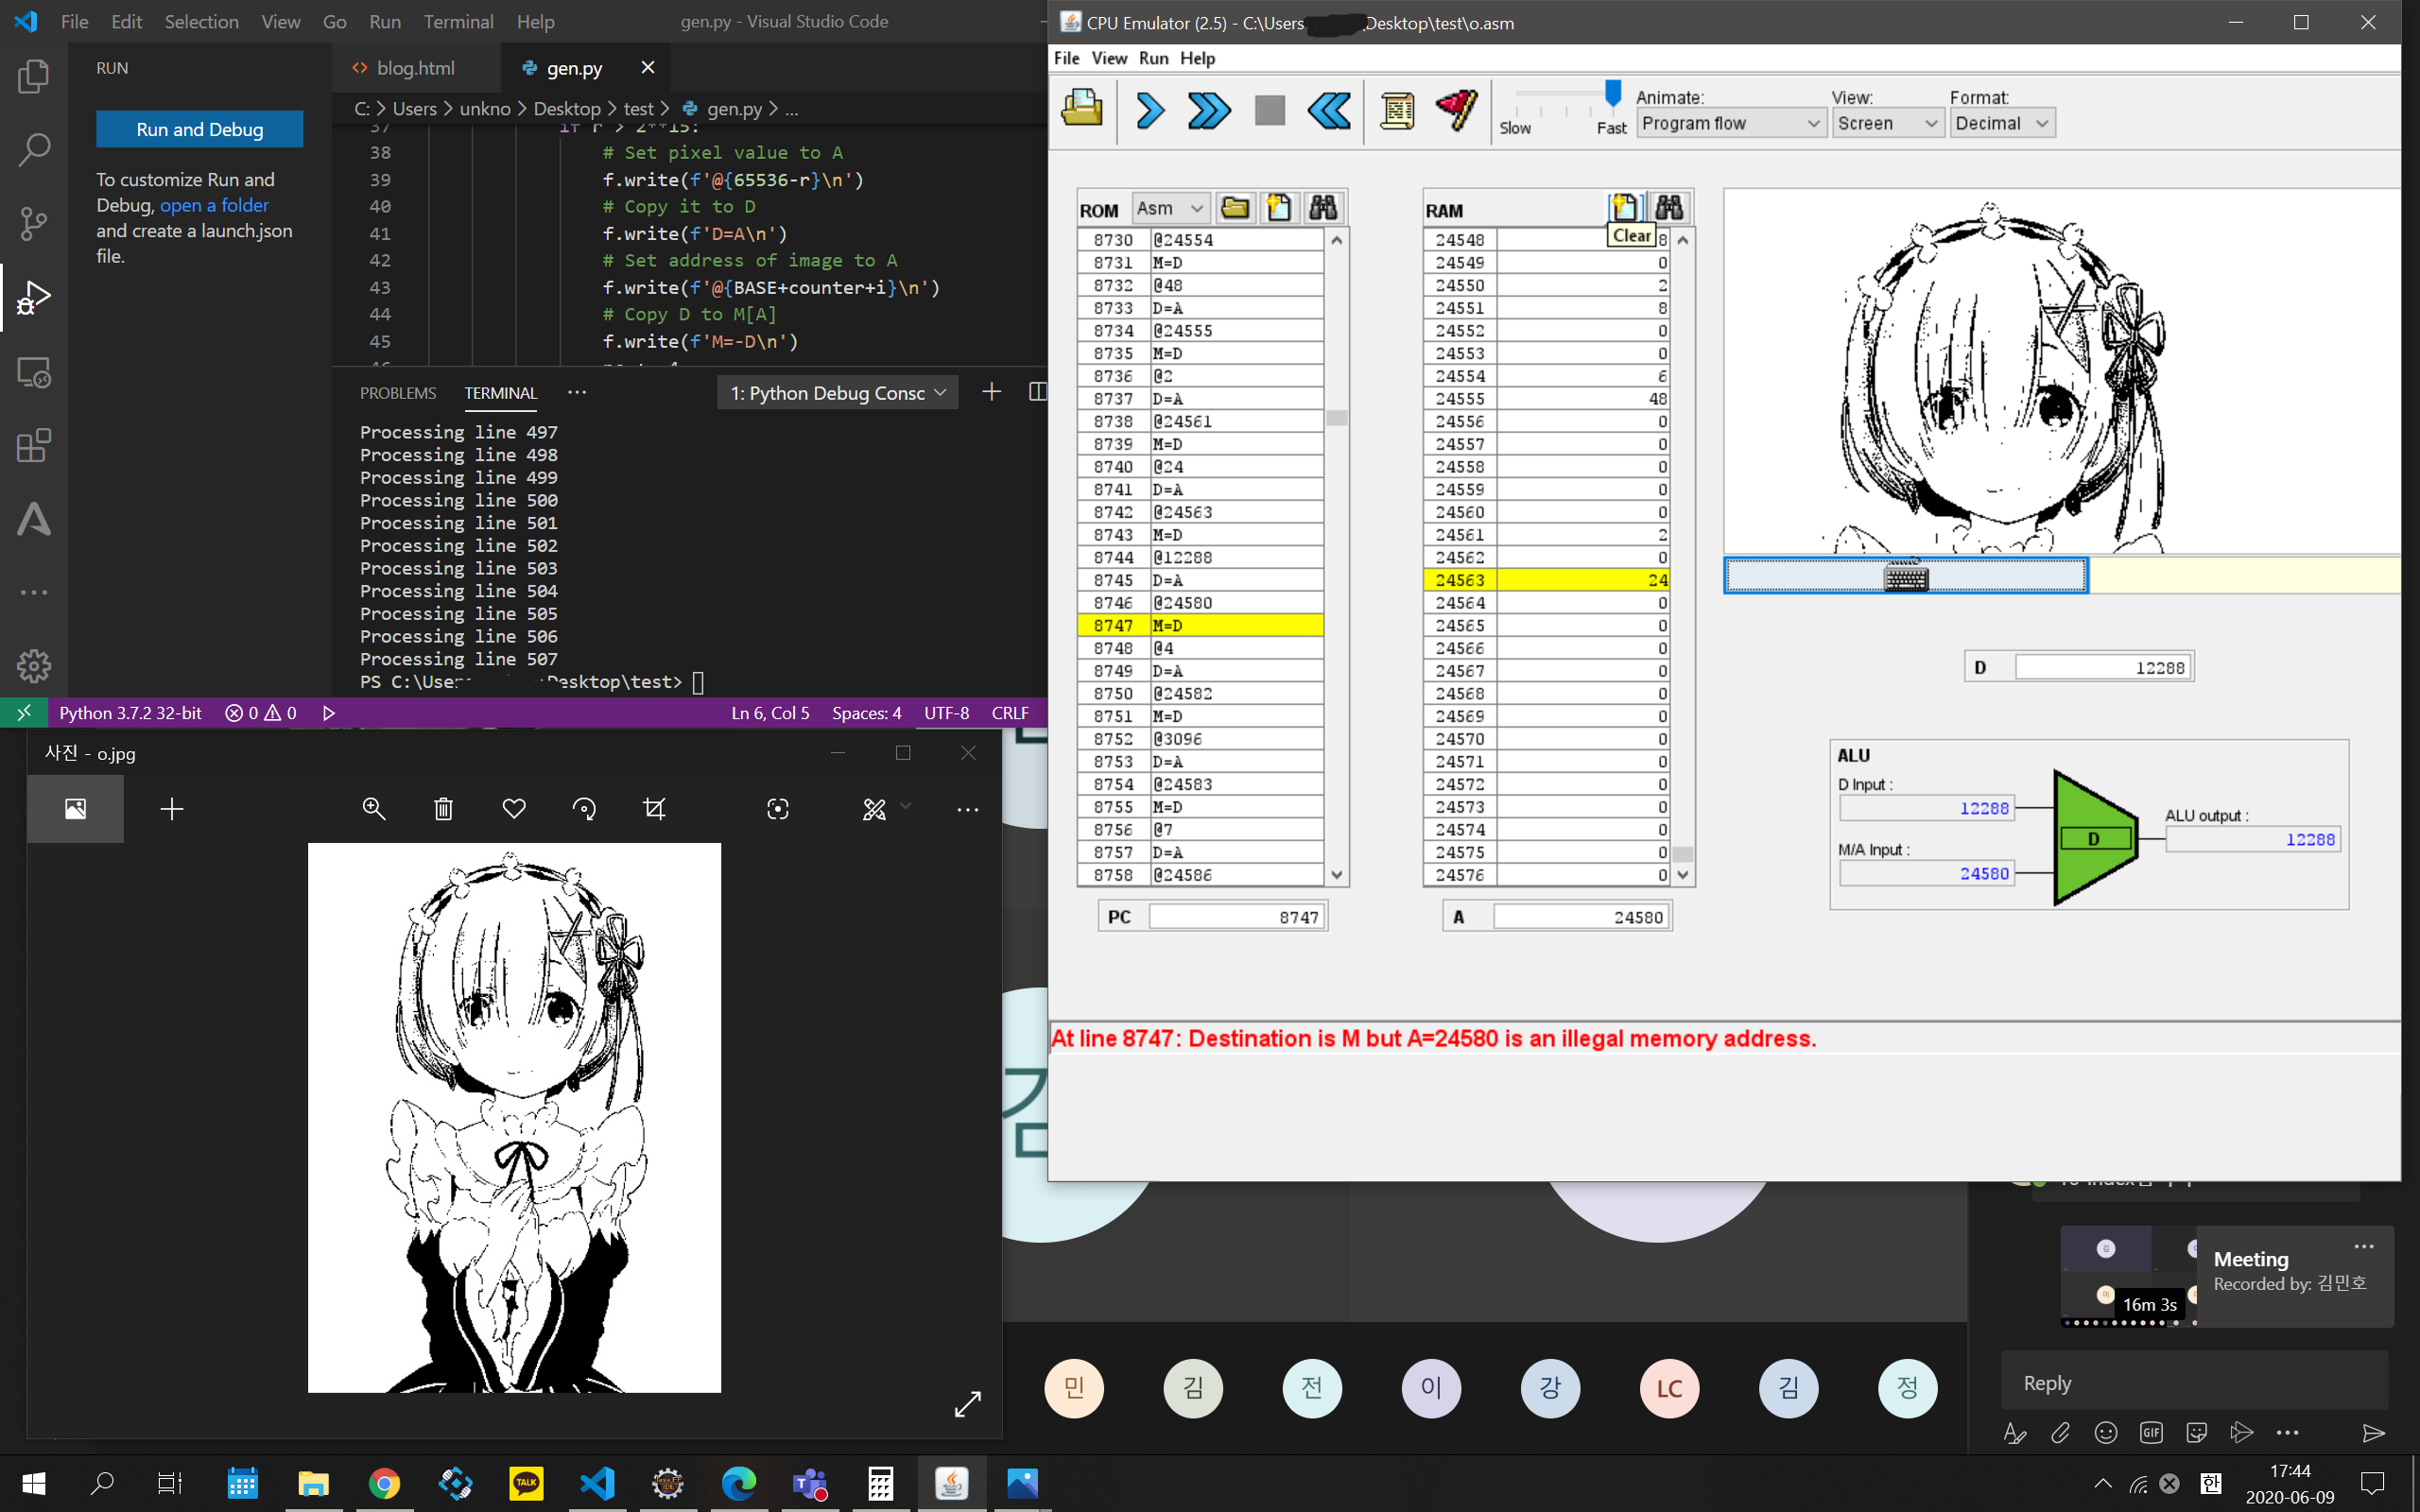 File Edit Selection View Go Run Terminal Help
gen.py - Visual Studio Code
RUN
Run and Debug
To customize Run and
Debug, open a folder
and create a launch.json
file.
blog.html
gen.py
C: > Users > unkno > Desktop > test > gen.py > ...
37 if r > 2**15:
38 # Set pixel value to A
39 f.write(f'@{65536-r}\n')
40 # Copy it to D
41 f.write(f'D=A\n')
42 # Set address of image to A
43 f.write(f'@{BASE+counter+i}\n')
44 # Copy D to M[A]
45 f.write(f'M=-D\n')
PROBLEMS TERMINAL ···
1: Python Debug Consc
Processing line 497
Processing line 498
Processing line 499
Processing line 500
Processing line 501
Processing line 502
Processing line 503
Processing line 504
Processing line 505
Processing line 506
Processing line 507
PS C:\User Desktop\test>
Python 3.7.2 32-bit
0 0
Ln 6, Col 5 Spaces: 4 UTF-8 CRLF
사진 - o.jpg
CPU Emulator (2.5) - C:\Users Desktop\test\o.asm
File View Run Help
Slow Fast
Animate:
Program flow
View:
Screen
Format:
Decimal
ROM Asm
8730 @24554
8731 M=D
8732 @48
8733 D=A
8734 @24555
8735 M=D
8736 @2
8737 D=A
8738 @24561
8739 M=D
8740 @24
8741 D=A
8742 @24563
8743 M=D
8744 @12288
8745 D=A
8746 @24580
8747 M=D
8748 @4
8749 D=A
8750 @24582
8751 M=D
8752 @3096
8753 D=A
8754 @24583
8755 M=D
8756 @7
8757 D=A
8758 @24586
PC 8747
RAM
Clear
24548 8
24549 0
24550 2
24551 8
24552 0
24553 0
24554 6
24555 48
24556 0
24557 0
24558 0
24559 0
24560 0
24561 2
24562 0
24563 24
24564 0
24565 0
24566 0
24567 0
24568 0
24569 0
24570 0
24571 0
24572 0
24573 0
24574 0
24575 0
24576 0
A 24580
D 12288
ALU
D Input :
12288
M/A Input :
24580
D
ALU output :
12288
At line 8747: Destination is M but A=24580 is an illegal memory address.
김
Meeting
Recorded by: 김민호
16m 3s
민 김 전 이 강 LC 김 정
Reply
GIF
TALK
한
17:44
2020-06-09